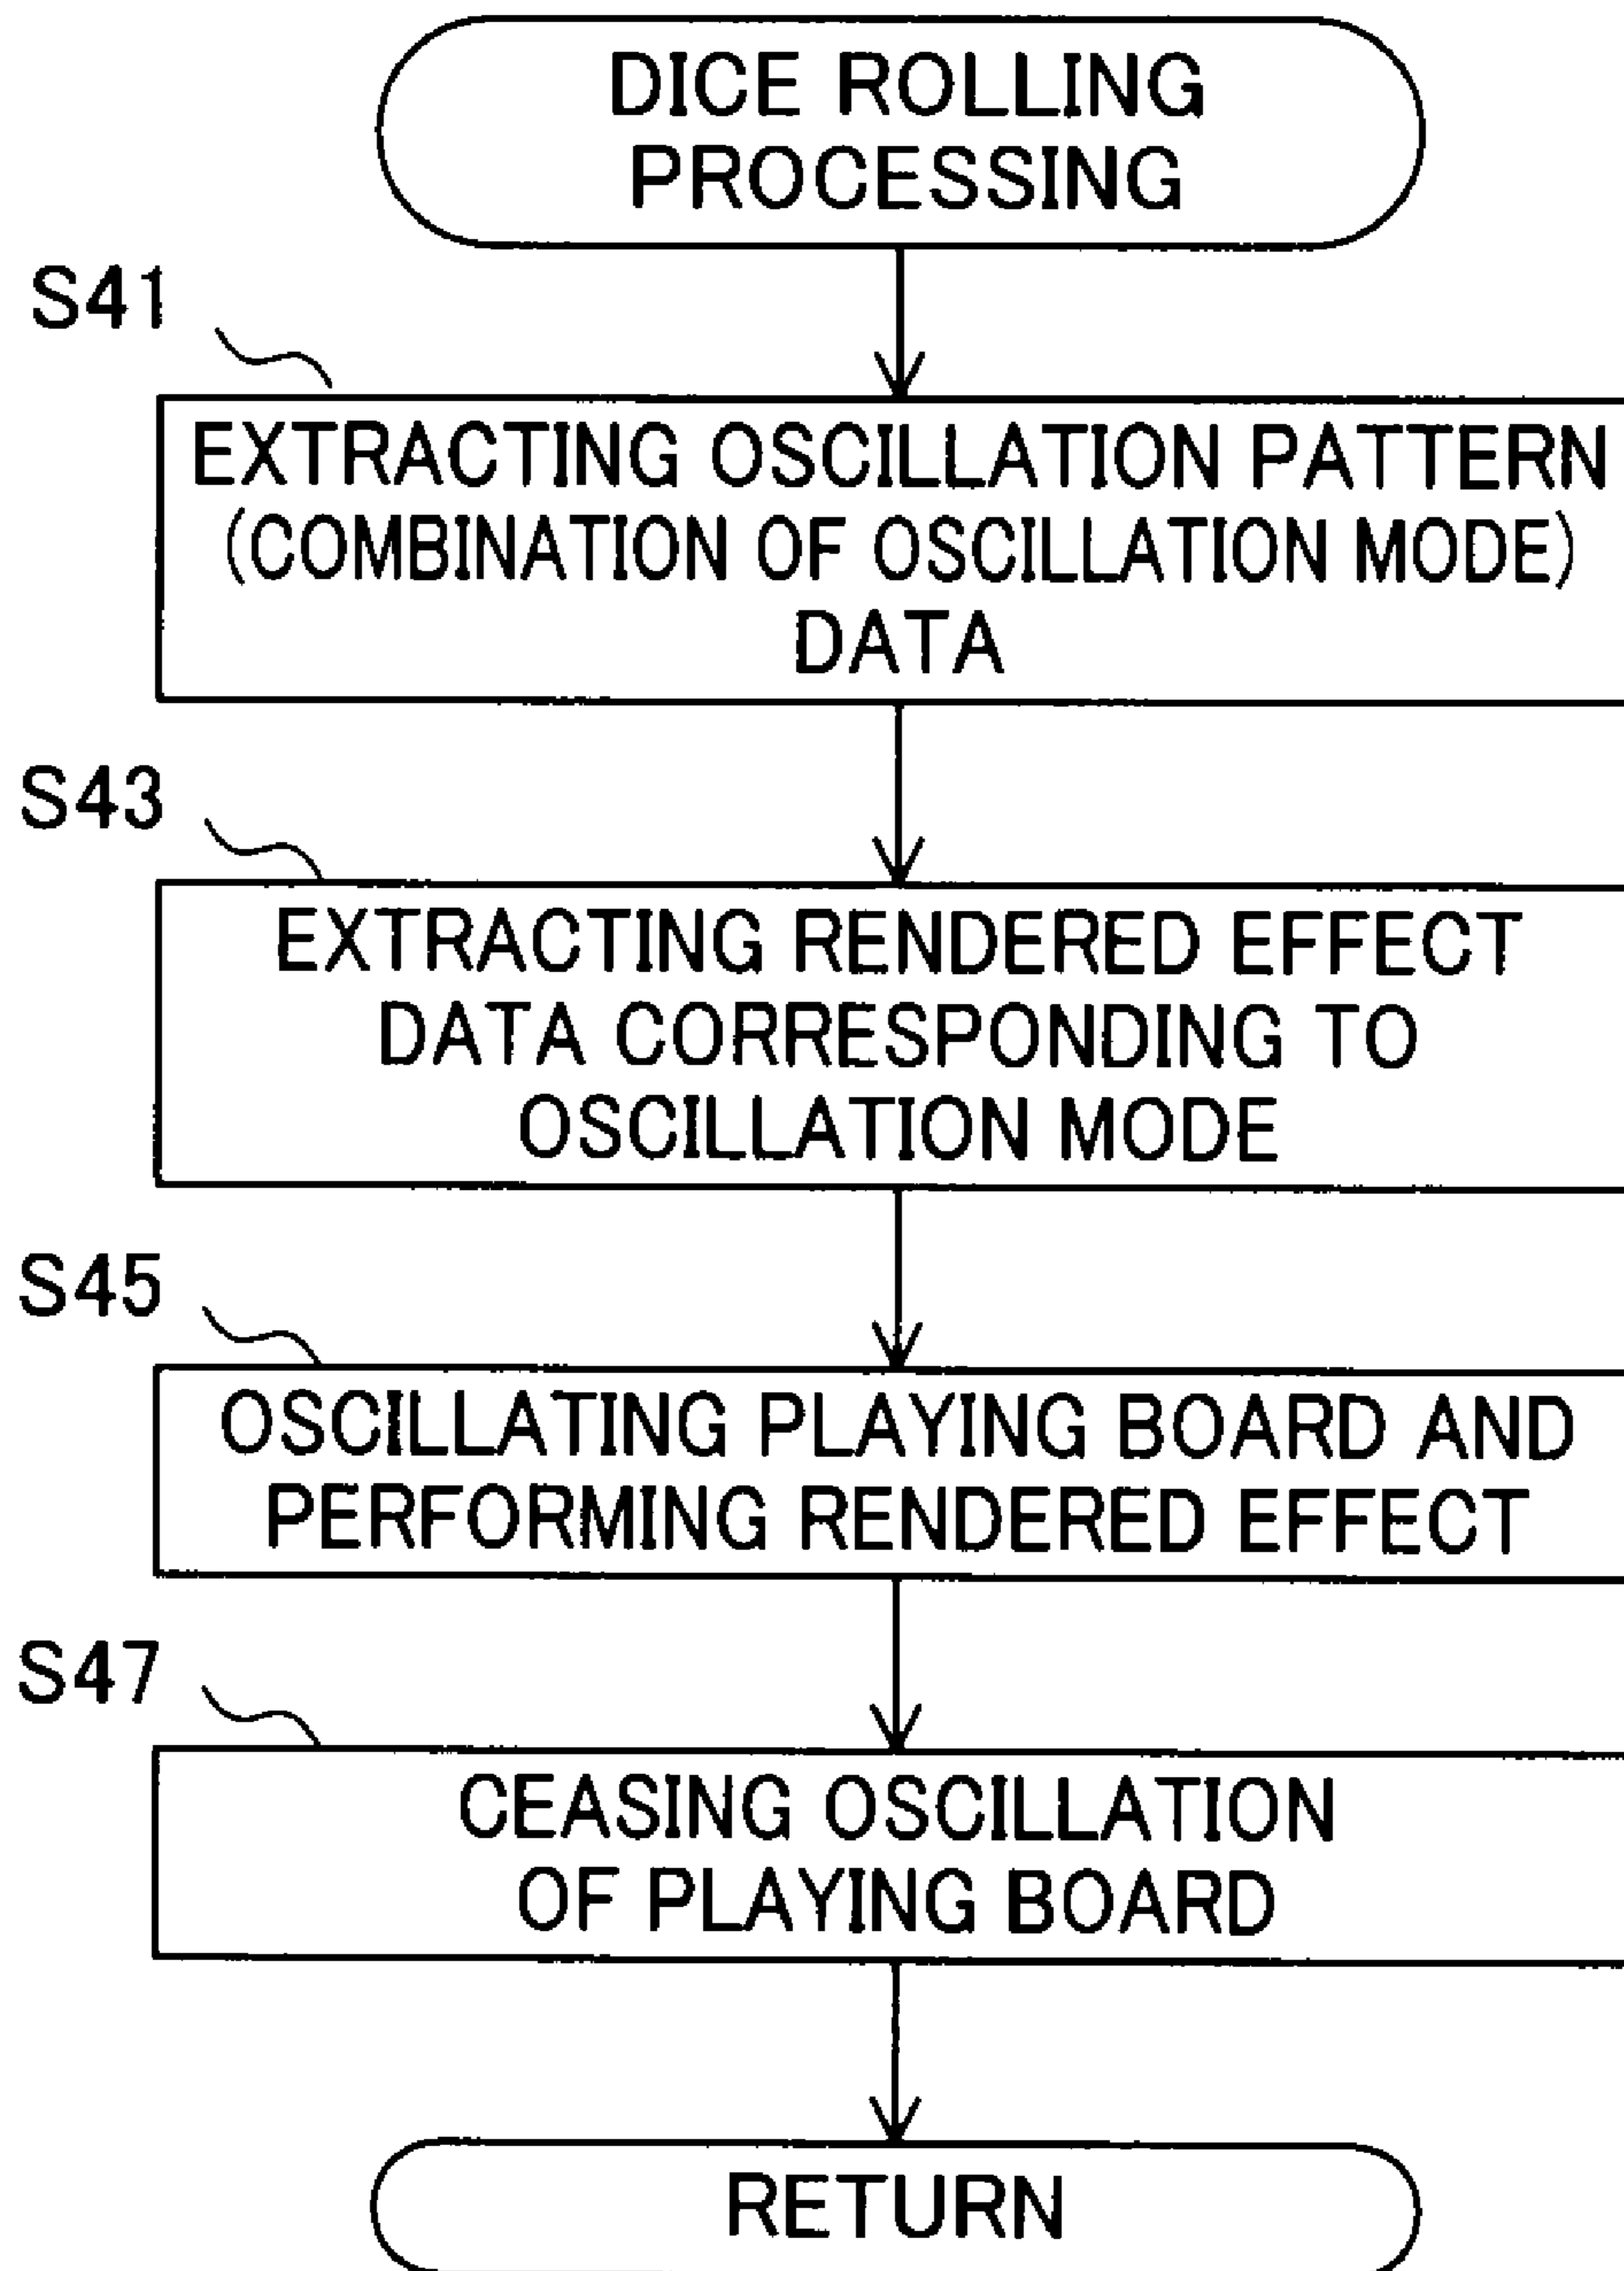 DICE ROLLING
PROCESSING
S41
EXTRACTING OSCILLATION PATTERN
(COMBINATION OF OSCILLATION MODE)
DATA
S43
EXTRACTING RENDERED EFFECT
DATA CORRESPONDING TO
OSCILLATION MODE
S45
OSCILLATING PLAYING BOARD AND
PERFORMING RENDERED EFFECT
S47
CEASING OSCILLATION
OF PLAYING BOARD
RETURN